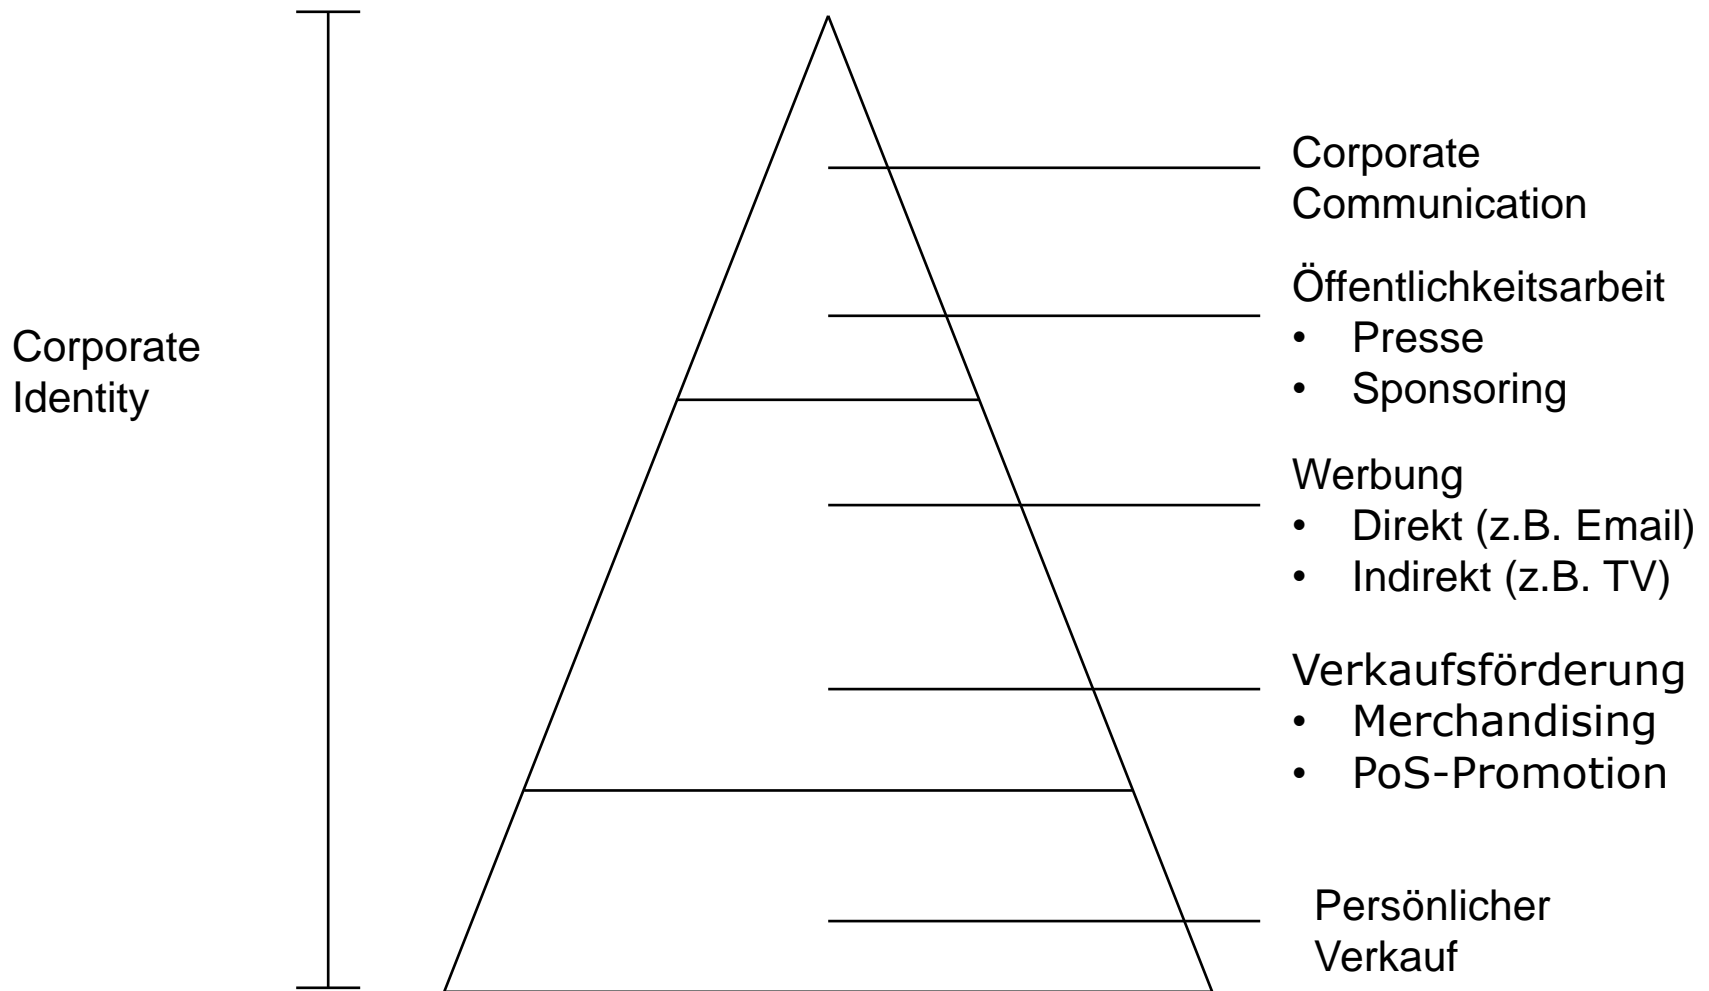 Corporate
Identity
Corporate
Communication
Öffentlichkeitsarbeit
• Presse
• Sponsoring
Werbung
• Direkt (z.B. Email)
• Indirekt (z.B. TV)
Verkaufsförderung
• Merchandising
• PoS-Promotion
Persönlicher
Verkauf